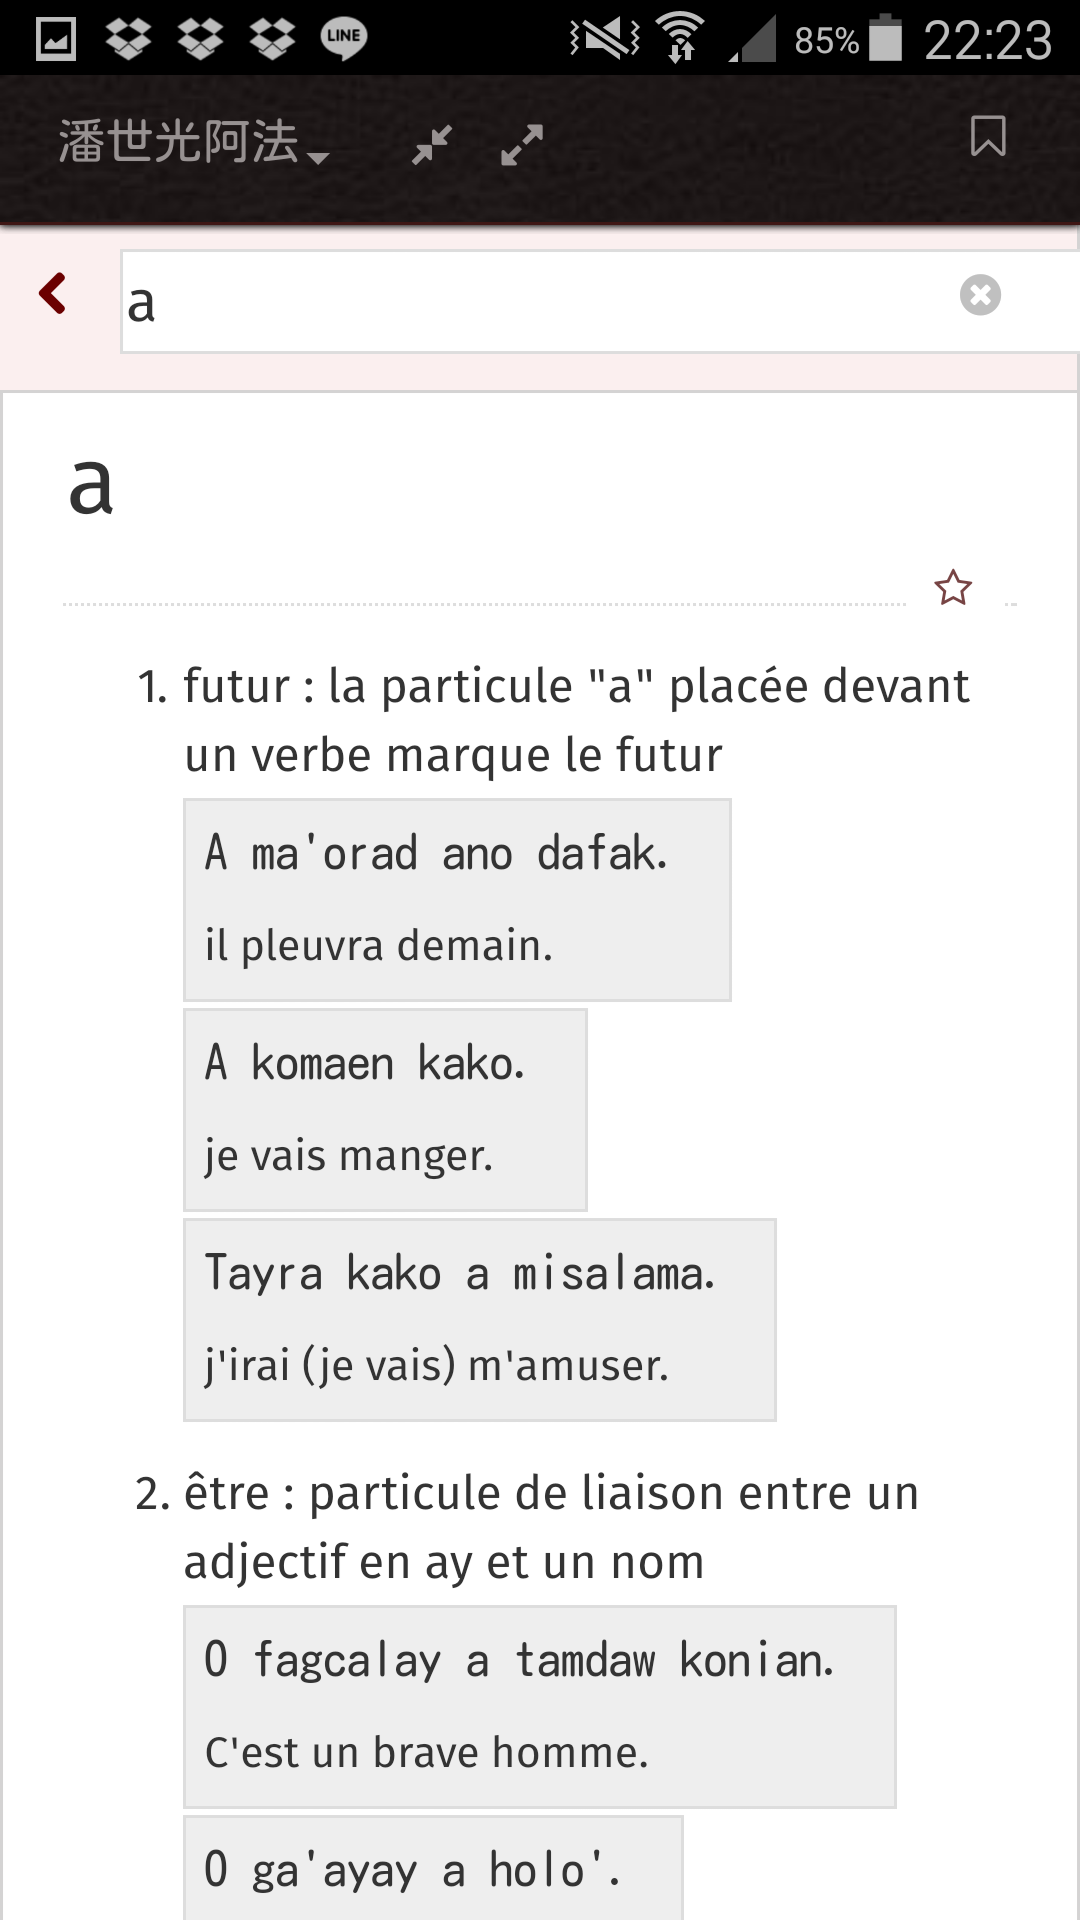 LINE 85% 22:23
潘世光阿法
a
a
1. futur : la particule "a" placée devant
un verbe marque le futur
A ma'orad ano dafak.
il pleuvra demain.
A komaen kako.
je vais manger.
Tayra kako a misalama.
j'irai (je vais) m'amuser.
2. être : particule de liaison entre un
adjectif en ay et un nom
O fagcalay a tamdaw konian.
C'est un brave homme.
O ga'ayay a holo'.